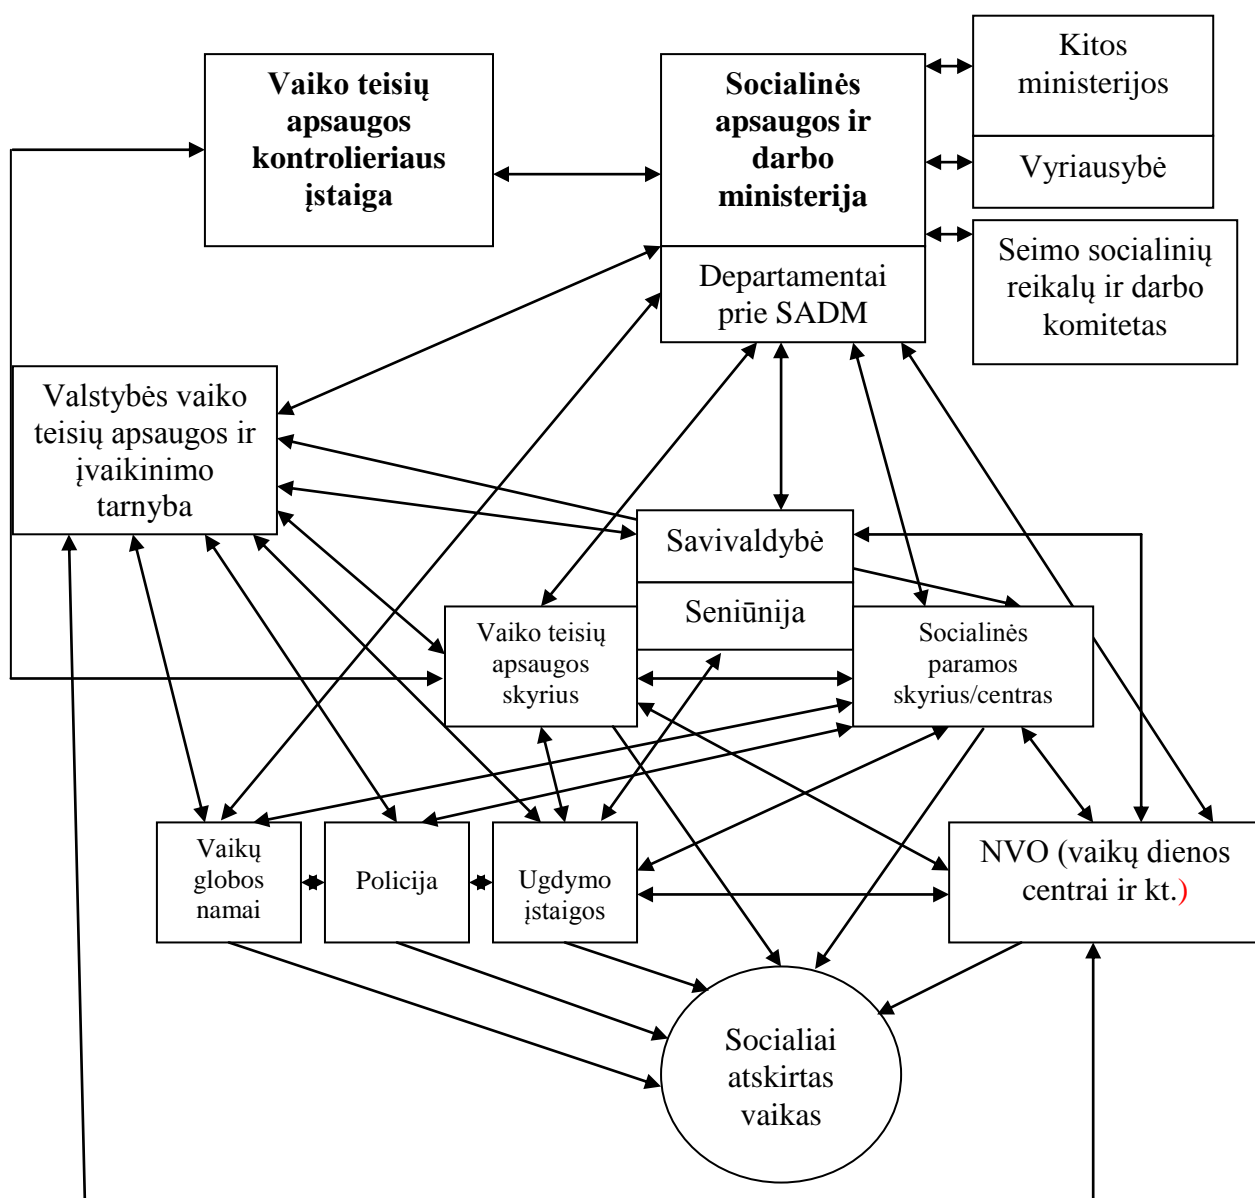 Vaiko teisių
apsaugos
kontrolieriaus
įstaiga
Socialinės
apsaugos ir
darbo
ministerija
Kitos
ministerijos
Vyriausybė
Seimo socialinių
reikalų ir darbo
komitetas
Departamentai
prie SADM
Valstybės vaiko
teisių apsaugos ir
įvaikinimo
tarnyba
Savivaldybė
Seniūnija
Vaiko teisių
apsaugos
skyrius
Socialinės
paramos
skyrius/centras
Vaikų
globos
namai
Policija
Ugdymo
įstaigos
NVO (vaikų dienos
centrai ir kt.)
Socialiai
atskirtas
vaikas